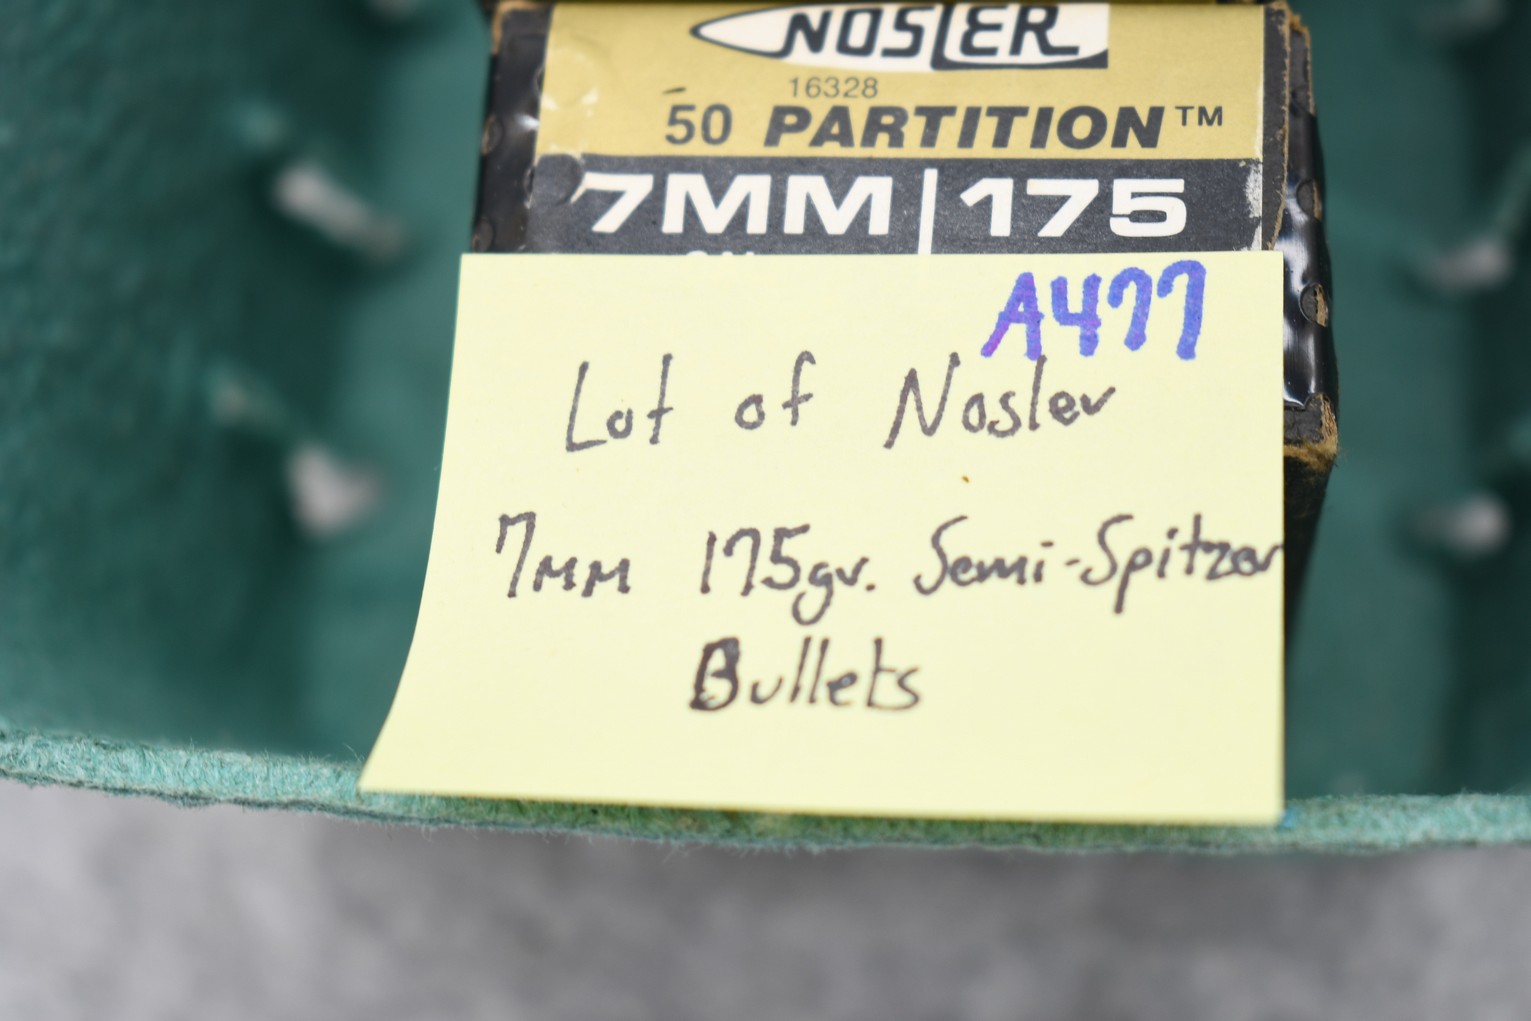 NOSLER
16328
50 PARTITION™
7MM | 175
A477
Lot of Nosler
7MM 175gr. Semi-Spitzer
Bullets